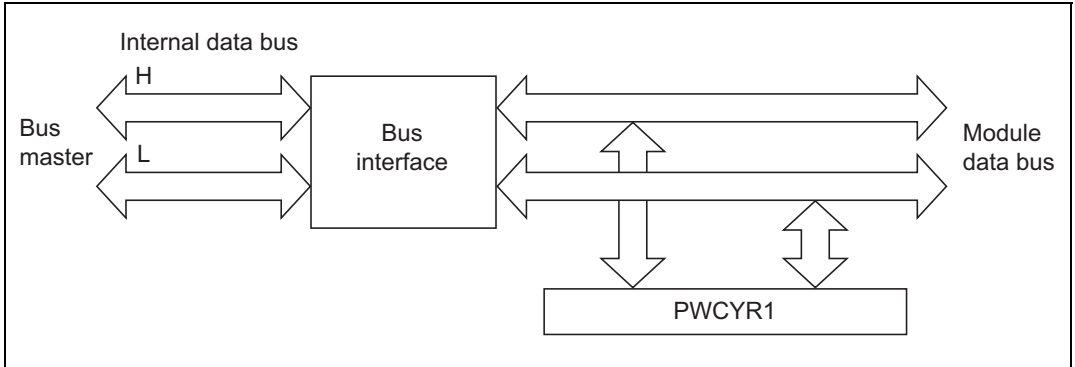 Internal data bus
H
Bus
master
L
Bus
interface
Module
data bus
PWCYR1